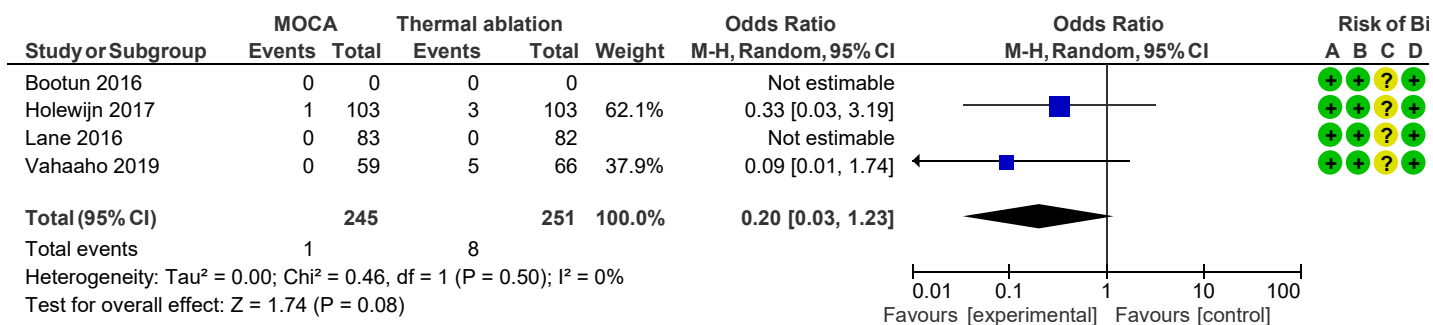 MOCA Thermal ablation Odds Ratio Odds Ratio Risk of Bi
Study or Subgroup Events Total Events Total Weight M-H, Random, 95% CI M-H, Random, 95% CI A B C D
Bootun 2016 0 0 0 0 Not estimable + + ? +
Holewijn 2017 1 103 3 103 62.1% 0.33 [0.03, 3.19] + + ? +
Lane 2016 0 83 0 82 Not estimable + + ? +
Vahaaho 2019 0 59 5 66 37.9% 0.09 [0.01, 1.74] + + ? +
Total (95% CI) 245 251 100.0% 0.20 [0.03, 1.23]
Total events 1 8
Heterogeneity: Tau² = 0.00; Chi² = 0.46, df = 1 (P = 0.50); I² = 0%
Test for overall effect: Z = 1.74 (P = 0.08)
0.01 0.1 1 10 100
Favours [experimental] Favours [control]